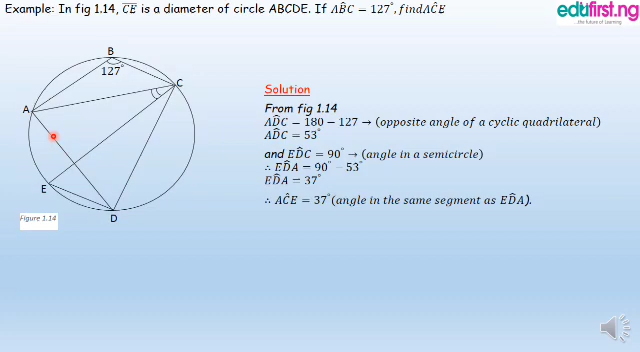 Example: In fig 1.14, C̅E̅ is a diameter of circle ABCDE. If AB̂C = 127°, findAĈE
edufirst.ng
...the future of Learning
B
127°
C
A
E
D
Figure 1.14
Solution
From fig 1.14
AD̂C = 180 − 127 → (opposite angle of a cyclic quadrilateral)
AD̂C = 53°
and ED̂C = 90° → (angle in a semicircle)
∴ ED̂A = 90° − 53°
ED̂A = 37°
∴ AĈE = 37°(angle in the same segment as ED̂A).